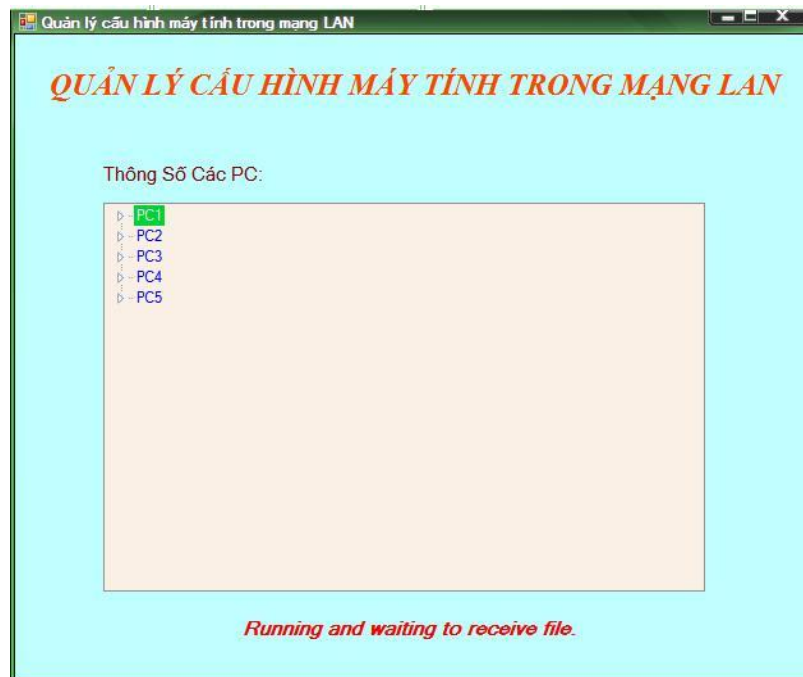 Quản lý cấu hình máy tính trong mạng LAN
QUẢN LÝ CẤU HÌNH MÁY TÍNH TRONG MẠNG LAN
Thông Số Các PC:
PC1
PC2
PC3
PC4
PC5
Running and waiting to receive file.